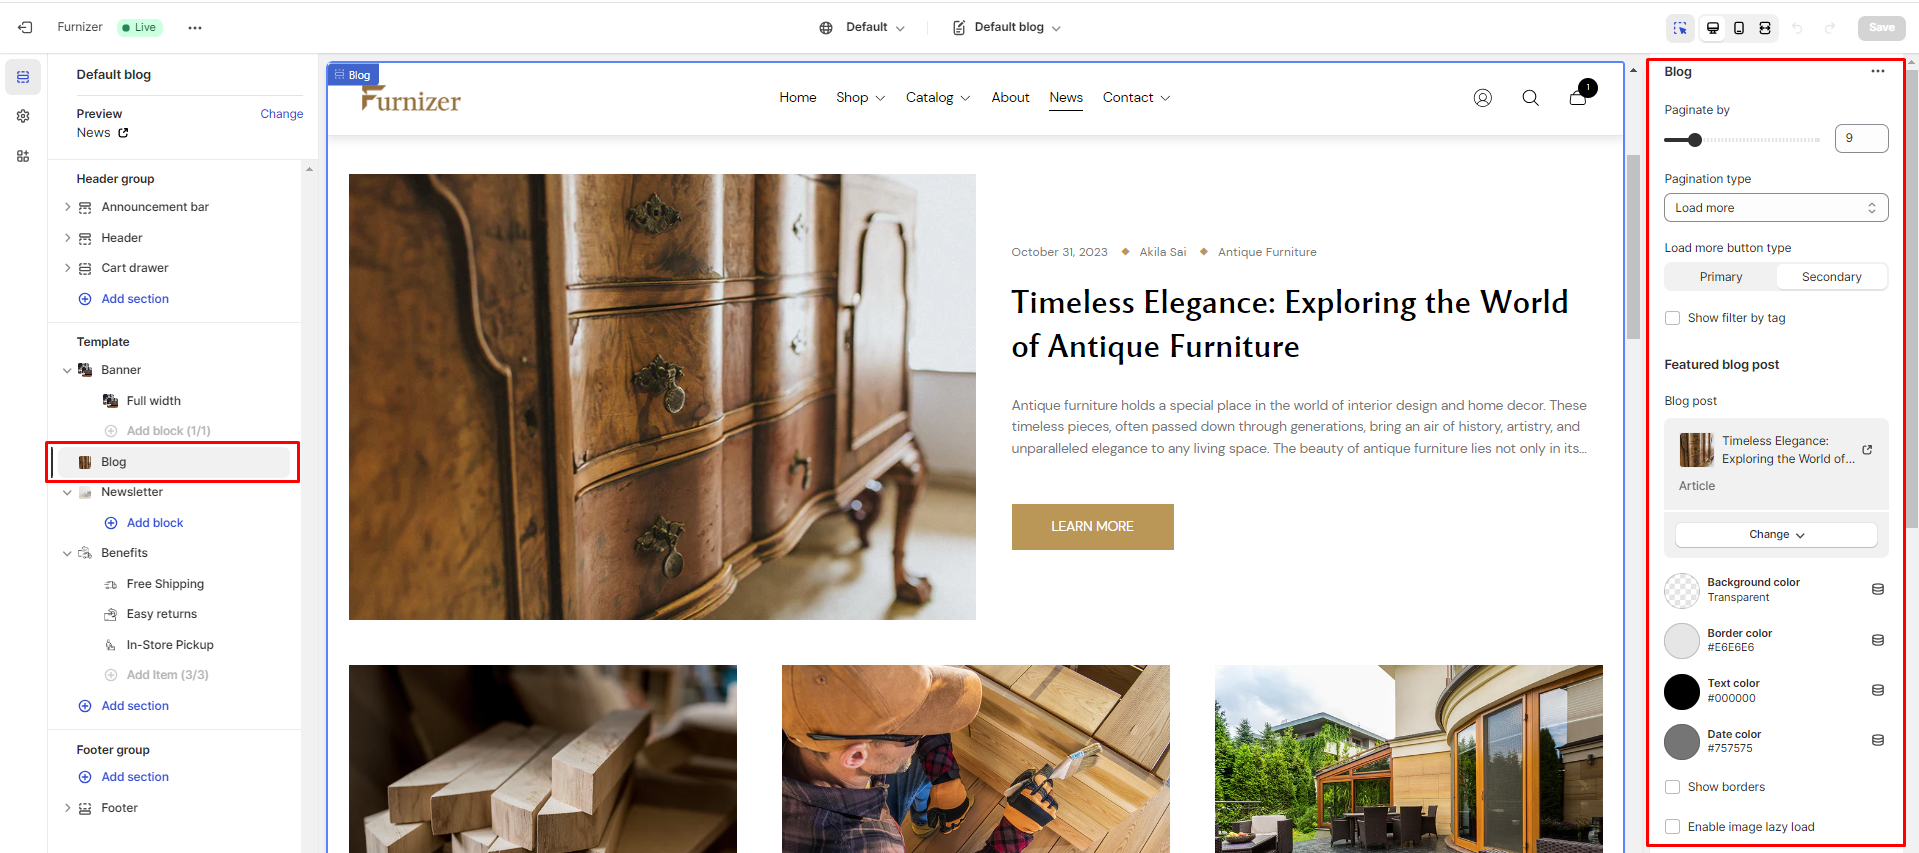 Furnizer
Live
Default
Default blog
Save
Default blog
Preview
Change
News
Header group
Announcement bar
Header
Cart drawer
Add section
Template
Banner
Full width
Add block (1/1)
Blog
Newsletter
Add block
Benefits
Free Shipping
Easy returns
In-Store Pickup
Add Item (3/3)
Add section
Footer group
Add section
Footer
Blog
Furnizer
Home Shop Catalog About News Contact
1
October 31, 2023 Akila Sai Antique Furniture
Timeless Elegance: Exploring the World
of Antique Furniture
Antique furniture holds a special place in the world of interior design and home decor. These
timeless pieces, often passed down through generations, bring an air of history, artistry, and
unparalleled elegance to any living space. The beauty of antique furniture lies not only in its...
LEARN MORE
Blog
Paginate by
9
Pagination type
Load more
Load more button type
Primary Secondary
Show filter by tag
Featured blog post
Blog post
Timeless Elegance:
Exploring the World of...
Article
Change
Background color
Transparent
Border color
#E6E6E6
Text color
#000000
Date color
#757575
Show borders
Enable image lazy load